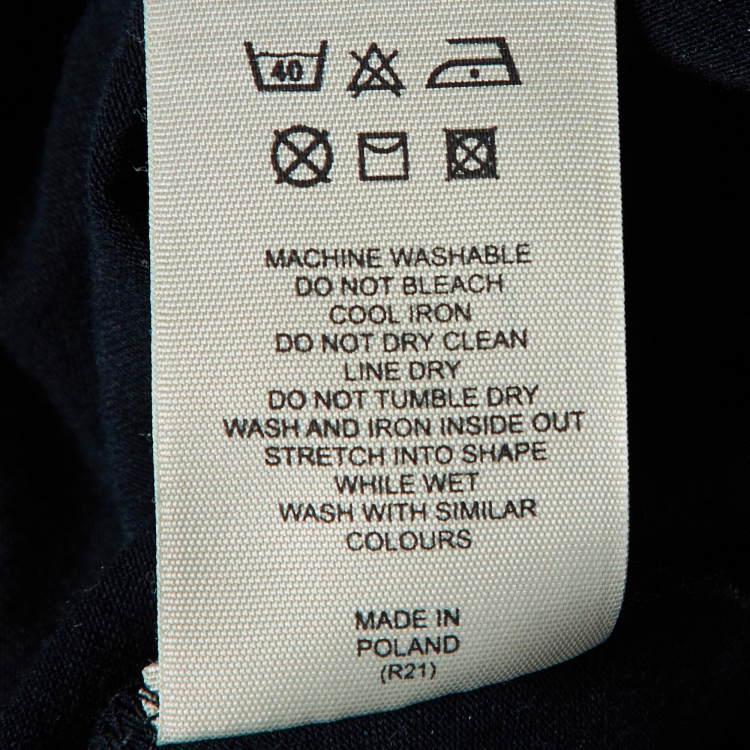 40
MACHINE WASHABLE
DO NOT BLEACH
COOL IRON
DO NOT DRY CLEAN
LINE DRY
DO NOT TUMBLE DRY
WASH AND IRON INSIDE OUT
STRETCH INTO SHAPE
WHILE WET
WASH WITH SIMILAR
COLOURS
MADE IN
POLAND
(R21)